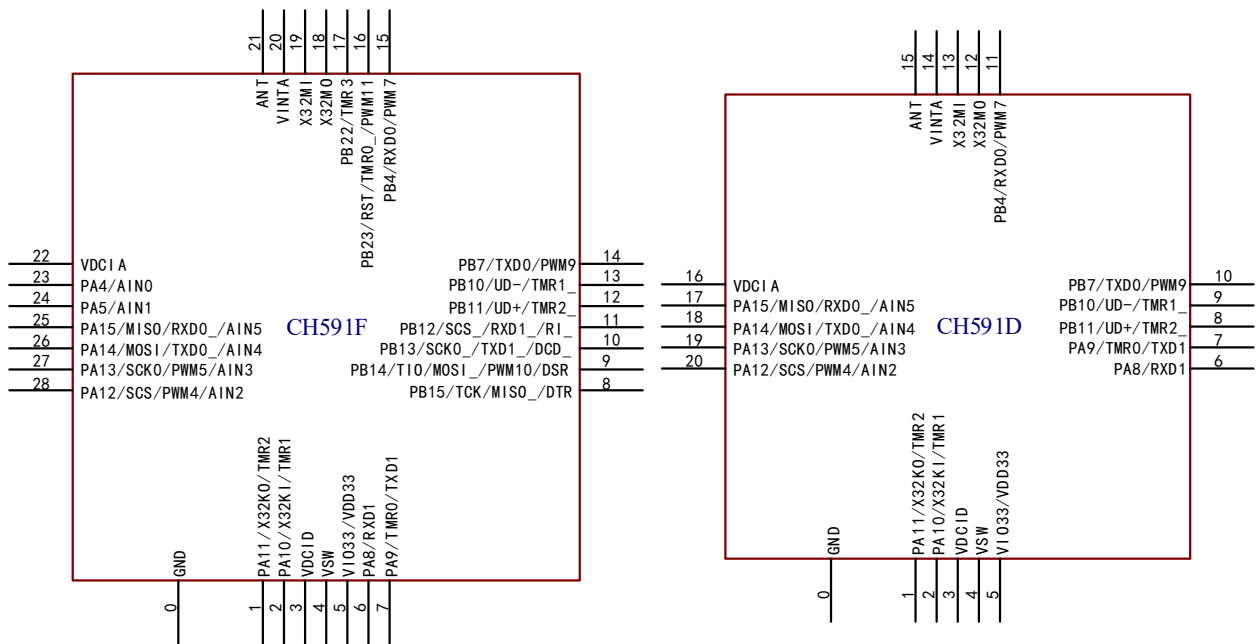 21
20
19
18
17
16
15
ANT
VINTA
X32MI
X32MO
PB22/TMR3
PB23/RST/TMR0_/PWM11
PB4/RXD0/PWM7
22
VDCIA
23
PA4/AIN0
24
PA5/AIN1
25
PA15/MISO/RXD0_/AIN5
26
PA14/MOSI/TXD0_/AIN4
27
PA13/SCK0/PWM5/AIN3
28
PA12/SCS/PWM4/AIN2
CH591F
PB7/TXD0/PWM9
14
PB10/UD-/TMR1_
13
PB11/UD+/TMR2_
12
PB12/SCS_/RXD1_/RI_
11
PB13/SCK0_/TXD1_/DCD_
10
PB14/TIO/MOSI_/PWM10/DSR
9
PB15/TCK/MISO_/DTR
8
GND
PA11/X32KO/TMR2
PA10/X32KI/TMR1
VDCID
VSW
VIO33/VDD33
PA8/RXD1
PA9/TMR0/TXD1
0
1
2
3
4
5
6
7
15
14
13
12
11
ANT
VINTA
X32MI
X32MO
PB4/RXD0/PWM7
16
VDCIA
17
PA15/MISO/RXD0_/AIN5
18
PA14/MOSI/TXD0_/AIN4
19
PA13/SCK0/PWM5/AIN3
20
PA12/SCS/PWM4/AIN2
CH591D
PB7/TXD0/PWM9
10
PB10/UD-/TMR1_
9
PB11/UD+/TMR2_
8
PA9/TMR0/TXD1
7
PA8/RXD1
6
GND
PA11/X32KO/TMR2
PA10/X32KI/TMR1
VDCID
VSW
VIO33/VDD33
0
1
2
3
4
5